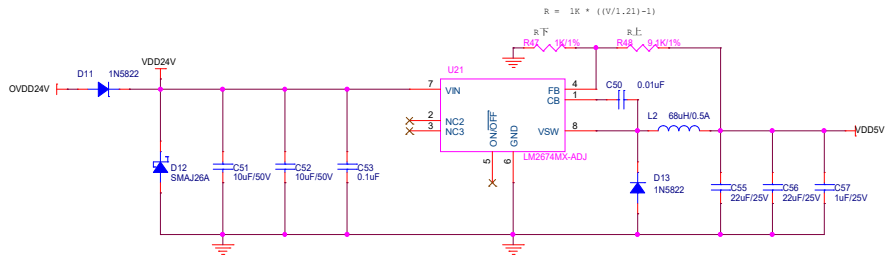 R = 1K * ((V/1.21)-1)
R下 R上
R47 1K/1% R48 9.1K/1%
D11 1N5822 VDD24V U21
OVDD24V 7 VIN FB 4 C50 0.01uF
CB 1
L2 68uH/0.5A
2 NC2 VSW 8 VDD5V
3 NC3
ON/OFF GND
LM2674MX-ADJ
5 6
D12
SMAJ26A
C51
10uF/50V
C52
10uF/50V
C53
0.1uF
D13
1N5822
C55
22uF/25V
C56
22uF/25V
C57
1uF/25V